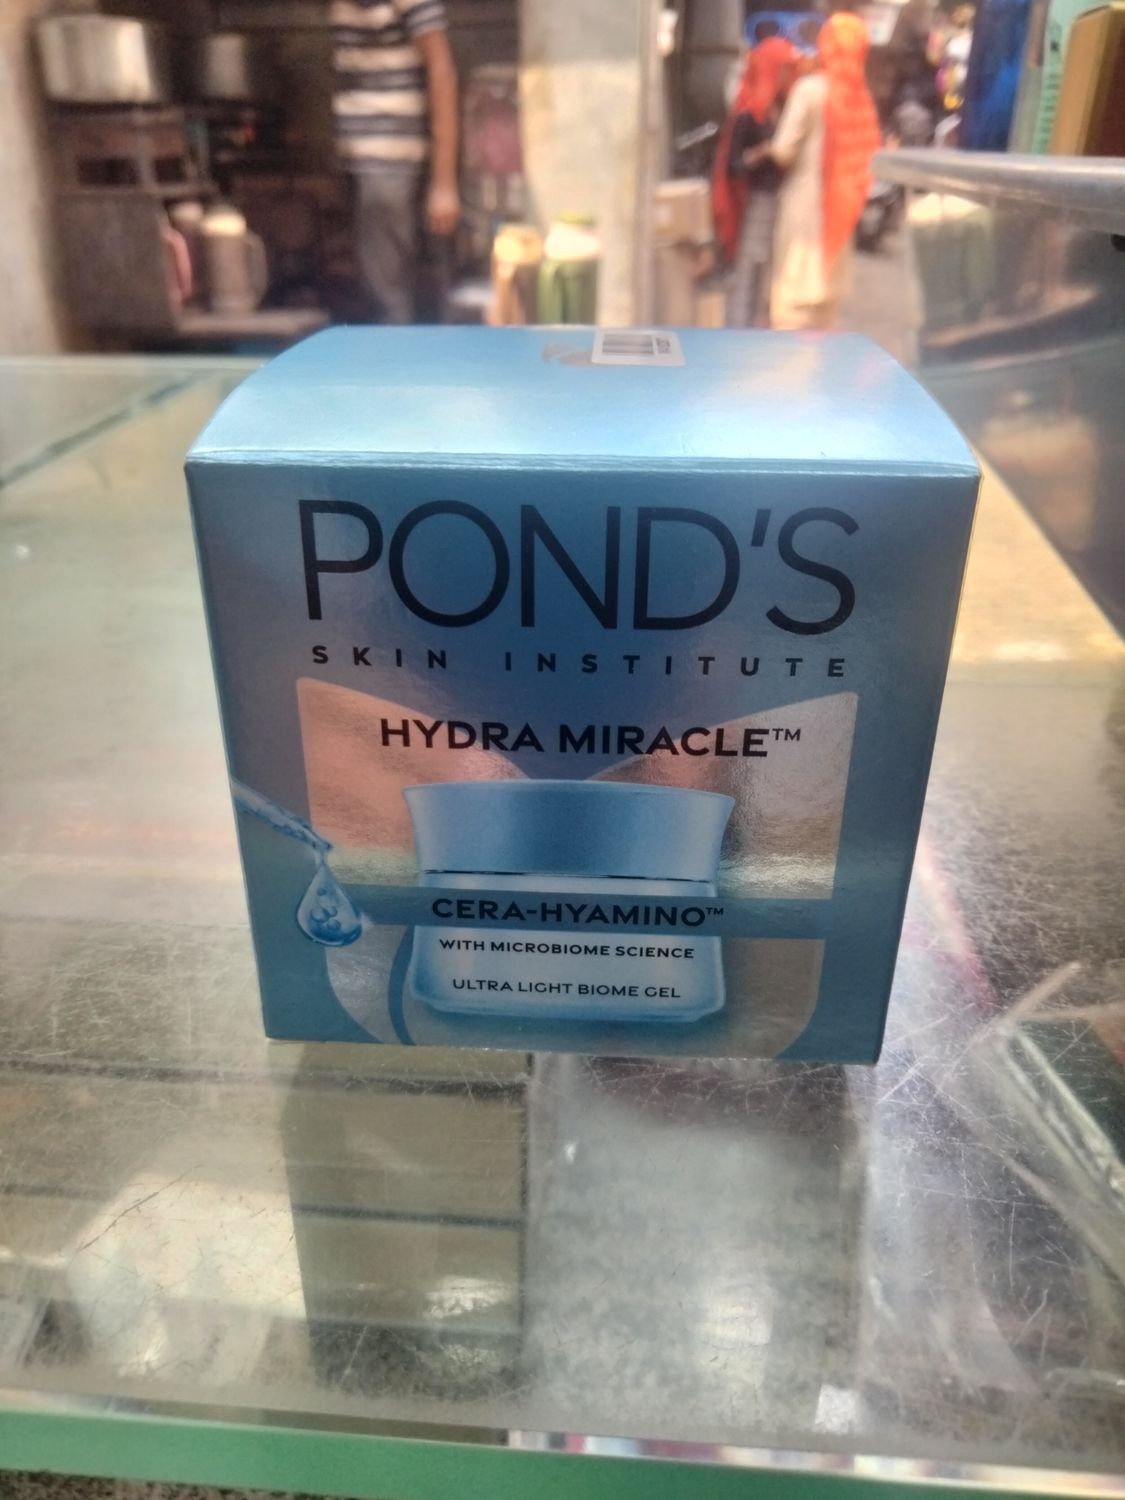 POND'S
SKIN INSTITUTE
HYDRA MIRACLE™
CERA-HYAMINO™
WITH MICROBIOME SCIENCE
ULTRA LIGHT BIOME GEL